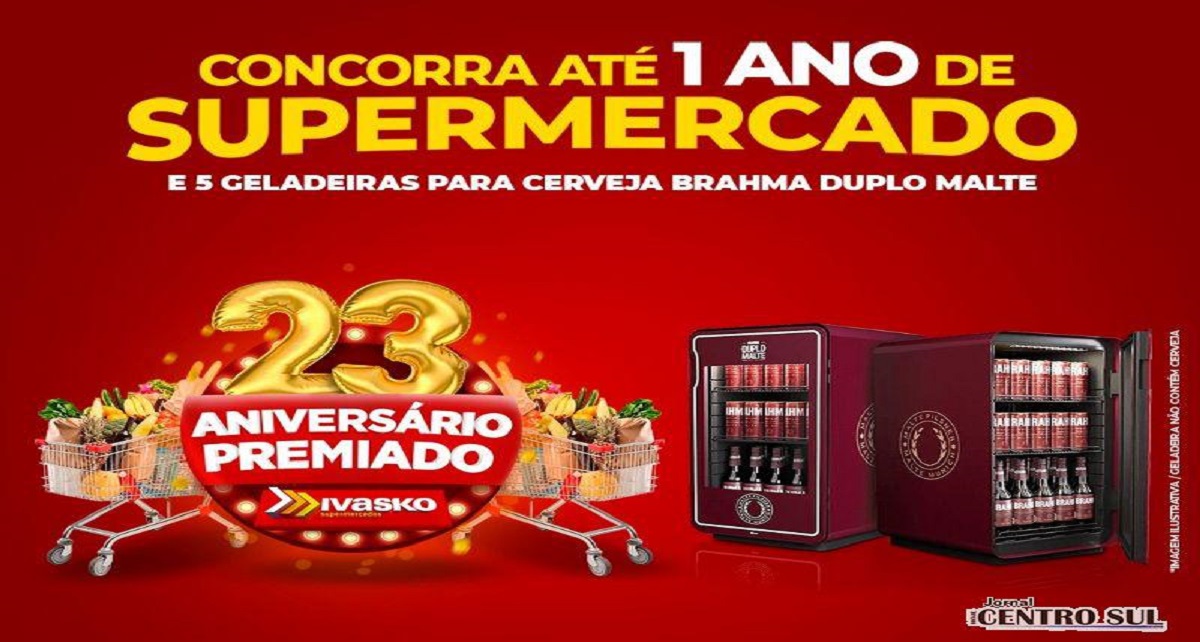 CONCORRA ATÉ 1 ANO DE
SUPERMERCADO
E 5 GELADEIRAS PARA CERVEJA BRAHMA DUPLO MALTE
23
ANIVERSÁRIO
PREMIADO
IVASKO
supermercados
DUPLO
MALTE
*IMAGEM ILUSTRATIVA / GELADEIRA NÃO CONTÉM CERVEJA
Jornal
CENTRO SUL